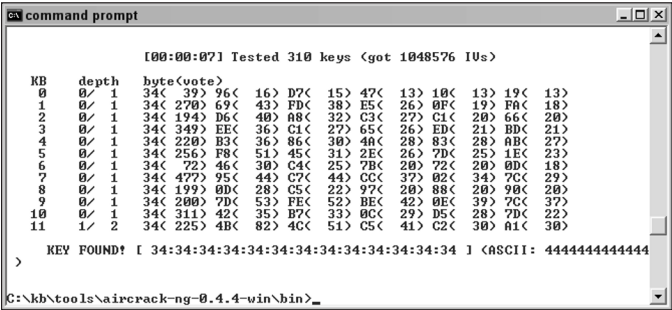 command prompt
[00:00:07] Tested 310 keys (got 1048576 IVs)
KB depth byte(vote)
0 0/ 1 34( 39) 96( 16) D7( 15) 47( 13) 10( 13) 19( 13)
1 0/ 1 34( 270) 69( 43) FD( 38) E5( 26) 0F( 19) FA( 18)
2 0/ 1 34( 194) D6( 40) A8( 32) C3( 27) C1( 20) 66( 20)
3 0/ 1 34( 349) EE( 36) C1( 27) 65( 26) ED( 21) BD( 21)
4 0/ 1 34( 220) B3( 36) 86( 30) 4A( 28) 83( 28) AB( 27)
5 0/ 1 34( 256) F8( 51) 45( 31) 2E( 26) 7D( 25) 1E( 23)
6 0/ 1 34( 72) 46( 30) C4( 25) 7B( 20) 72( 20) 0D( 18)
7 0/ 1 34( 477) 95( 44) C7( 44) CC( 37) 02( 34) 7C( 29)
8 0/ 1 34( 199) 0D( 28) C5( 22) 97( 20) 88( 20) 90( 20)
9 0/ 1 34( 200) 7D( 53) FE( 52) BE( 42) 0E( 39) 7C( 37)
10 0/ 1 34( 311) 42( 35) B7( 33) 0C( 29) D5( 28) 7D( 22)
11 1/ 2 34( 225) 4B( 82) 4C( 51) C5( 41) C2( 30) A1( 30)
KEY FOUND! [ 34:34:34:34:34:34:34:34:34:34:34:34:34 ] (ASCII: 4444444444444
)
C:\kb\tools\aircrack-ng-0.4.4-win\bin>_